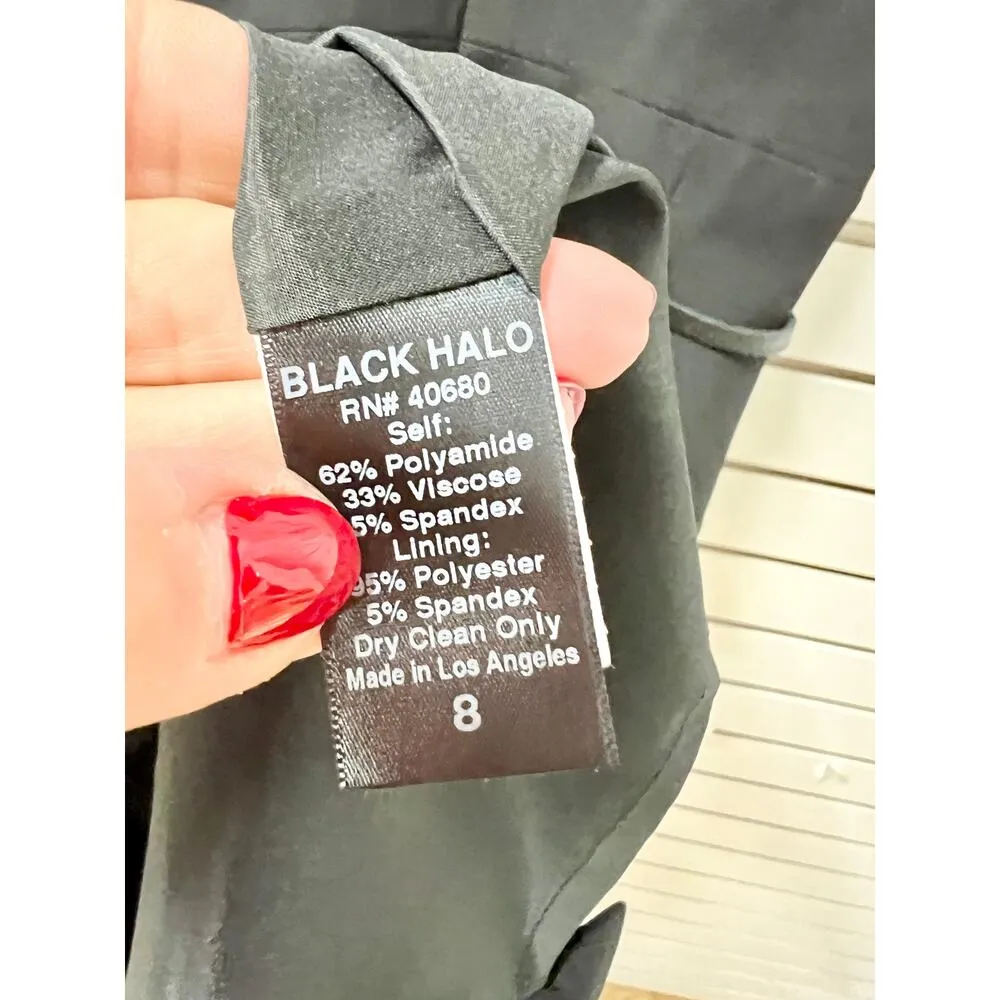 BLACK HALO
RN# 40680
Self:
62% Polyamide
33% Viscose
5% Spandex
Lining:
95% Polyester
5% Spandex
Dry Clean Only
Made in Los Angeles
8